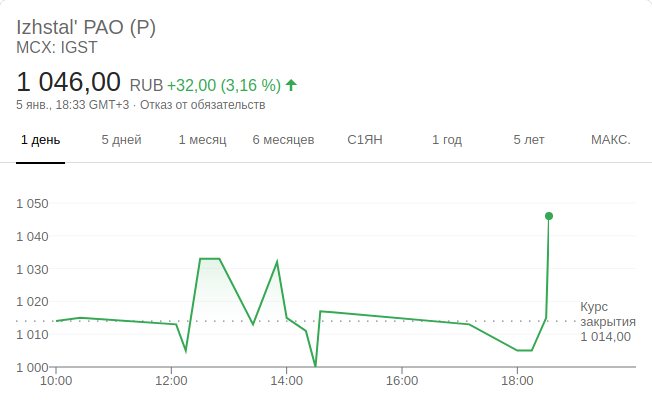 Izhstal' PAO (P)
MCX: IGST
1 046,00 RUB +32,00 (3,16 %)
5 янв., 18:33 GMT+3 · Отказ от обязательств
1 день 5 дней 1 месяц 6 месяцев С1ЯН 1 год 5 лет МАКС.
1 050
1 040
1 030
1 020
1 010
1 000
Курс
закрытия
1 014,00
10:00 12:00 14:00 16:00 18:00